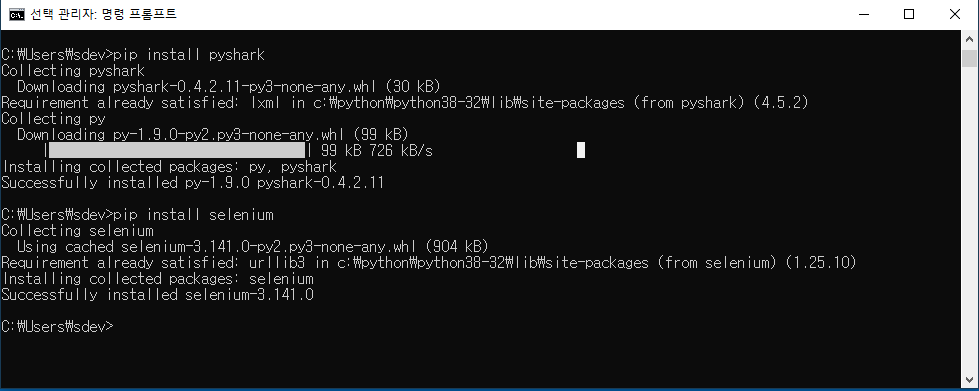 선택 관리자: 명령 프롬프트
C:₩Users₩sdev>pip install pyshark
Collecting pyshark
  Downloading pyshark-0.4.2.11-py3-none-any.whl (30 kB)
Requirement already satisfied: lxml in c:₩python₩python38-32₩lib₩site-packages (from pyshark) (4.5.2)
Collecting py
  Downloading py-1.9.0-py2.py3-none-any.whl (99 kB)
     |████████████████████████████████| 99 kB 726 kB/s
Installing collected packages: py, pyshark
Successfully installed py-1.9.0 pyshark-0.4.2.11
C:₩Users₩sdev>pip install selenium
Collecting selenium
  Using cached selenium-3.141.0-py2.py3-none-any.whl (904 kB)
Requirement already satisfied: urllib3 in c:₩python₩python38-32₩lib₩site-packages (from selenium) (1.25.10)
Installing collected packages: selenium
Successfully installed selenium-3.141.0
C:₩Users₩sdev>